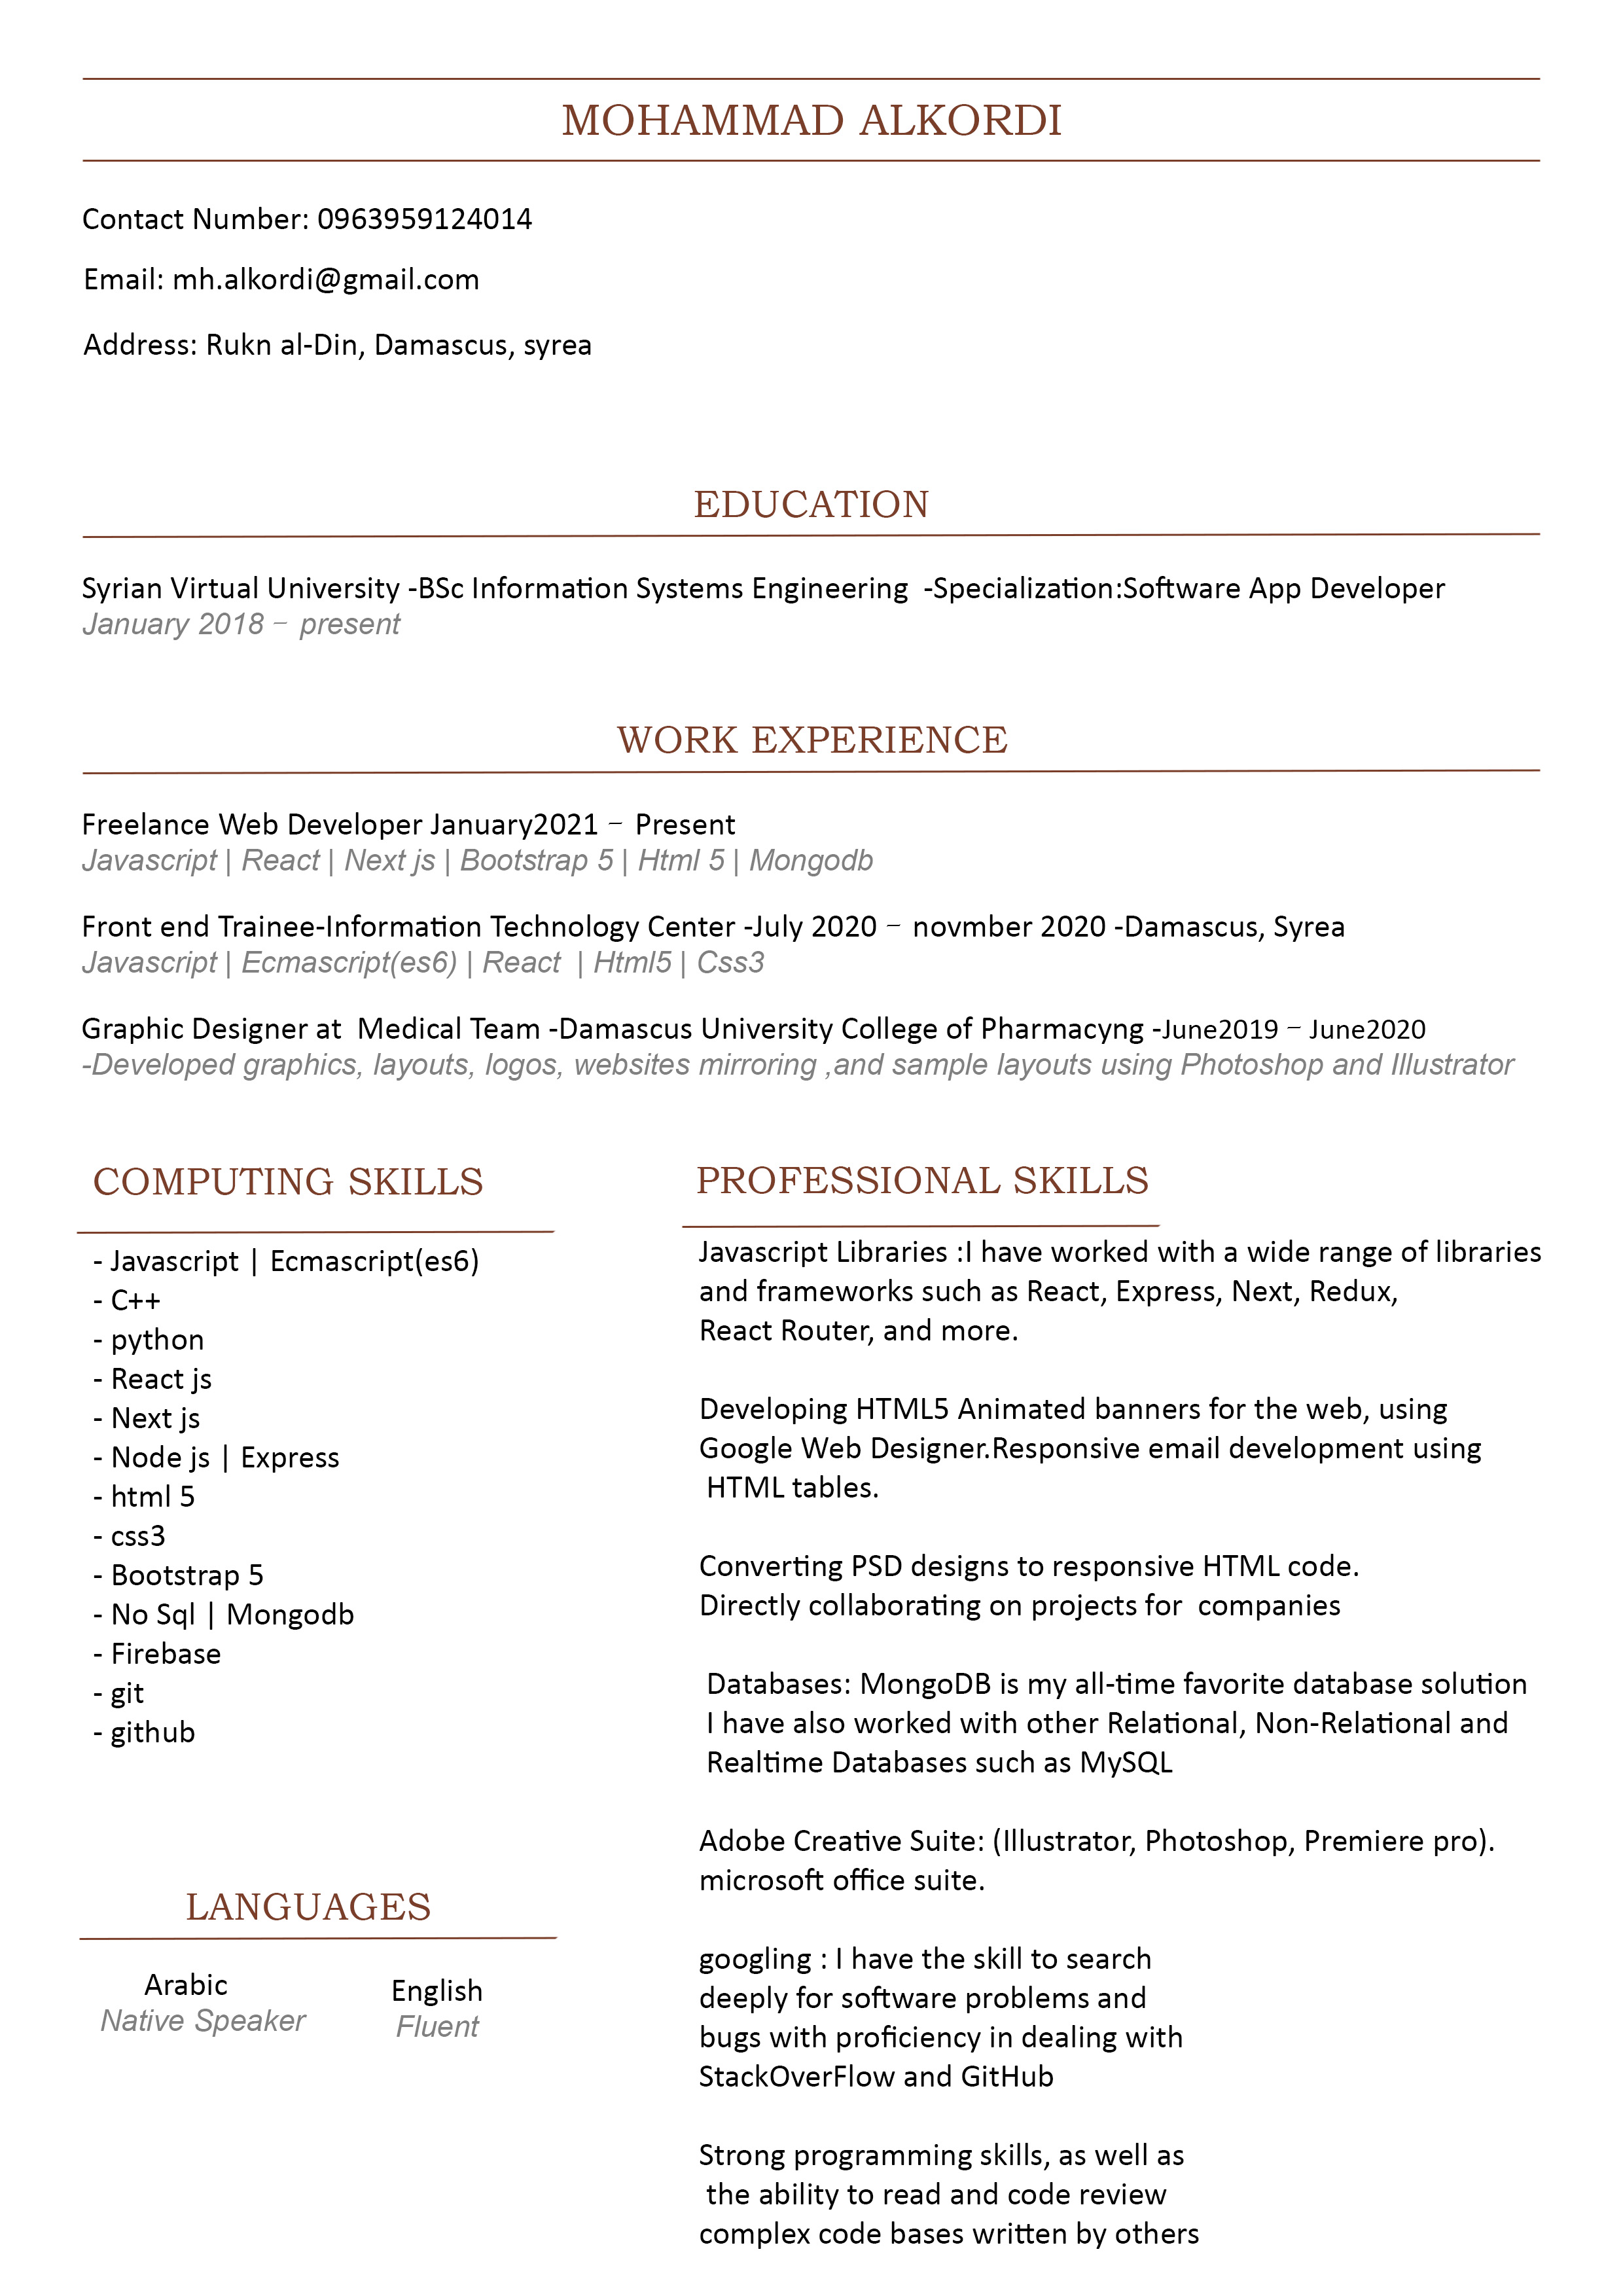 MOHAMMAD ALKORDI
Contact Number: 0963959124014
Email: mh.alkordi@gmail.com
Address: Rukn al-Din, Damascus, syrea
EDUCATION
Syrian Virtual University -BSc Information Systems Engineering  -Specialization:Software App Developer
January 2018 – present
WORK EXPERIENCE
Freelance Web Developer January2021 – Present
Javascript | React | Next js | Bootstrap 5 | Html 5 | Mongodb
Front end Trainee-Information Technology Center -July 2020 – novmber 2020 -Damascus, Syrea
Javascript | Ecmascript(es6) | React  | Html5 | Css3
Graphic Designer at  Medical Team -Damascus University College of Pharmacyng -June2019 – June2020
-Developed graphics, layouts, logos, websites mirroring ,and sample layouts using Photoshop and Illustrator
COMPUTING SKILLS
- Javascript | Ecmascript(es6)
- C++
- python
- React js
- Next js
- Node js | Express
- html 5
- css3
- Bootstrap 5
- No Sql | Mongodb
- Firebase
- git
- github
LANGUAGES
Arabic
Native Speaker
English
Fluent
PROFESSIONAL SKILLS
Javascript Libraries :I have worked with a wide range of libraries
and frameworks such as React, Express, Next, Redux,
React Router, and more.
Developing HTML5 Animated banners for the web, using
Google Web Designer.Responsive email development using
HTML tables.
Converting PSD designs to responsive HTML code.
Directly collaborating on projects for  companies
Databases: MongoDB is my all-time favorite database solution
I have also worked with other Relational, Non-Relational and
Realtime Databases such as MySQL
Adobe Creative Suite: (Illustrator, Photoshop, Premiere pro).
microsoft office suite.
googling : I have the skill to search
deeply for software problems and
bugs with proficiency in dealing with
StackOverFlow and GitHub
Strong programming skills, as well as
the ability to read and code review
complex code bases written by others